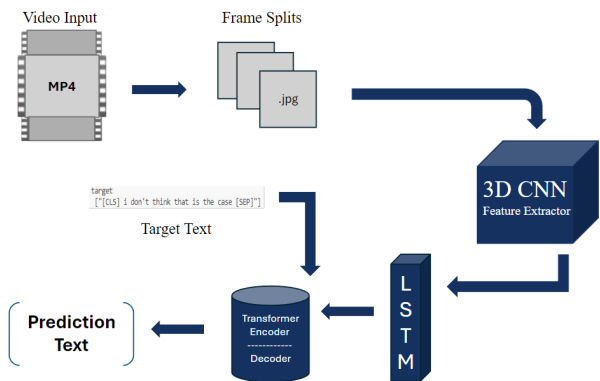 Video Input
Frame Splits
MP4
.jpg
3D CNN
Feature Extractor
target
["[CLS] i don't think that is the case [SEP]"]
Target Text
L
S
T
M
Transformer
Encoder
------------
Decoder
Prediction
Text